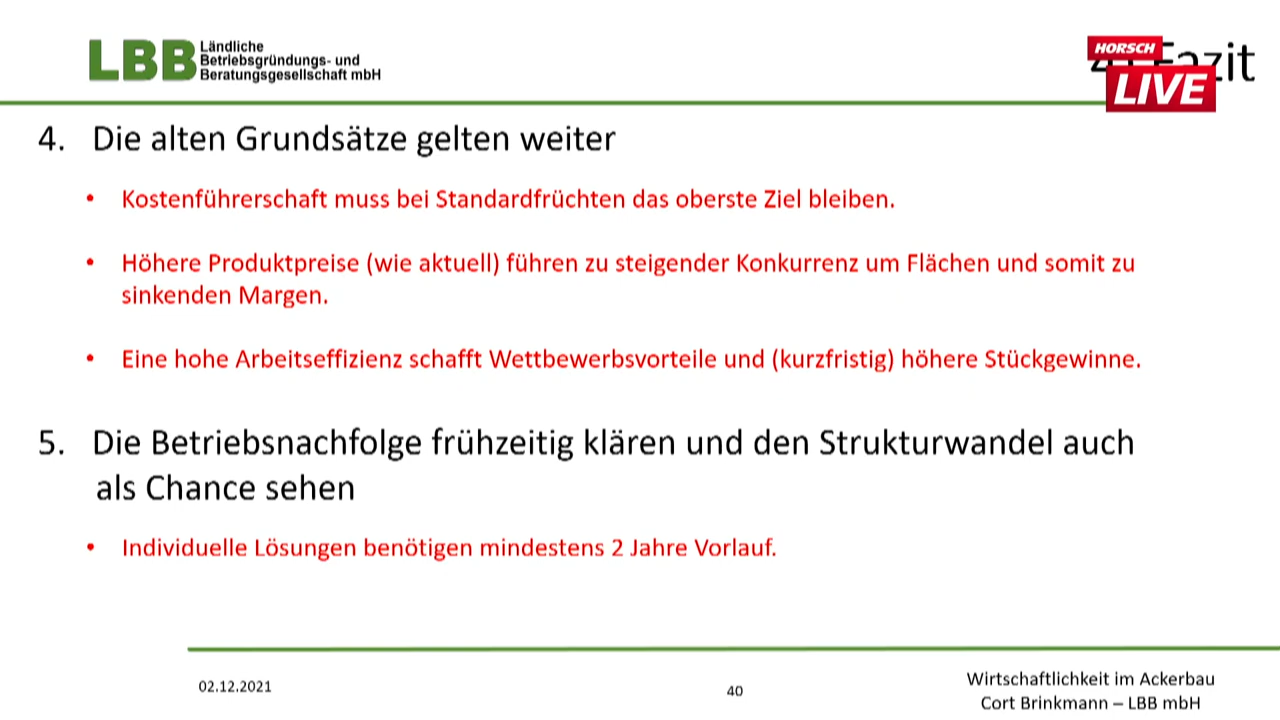 LBB
Ländliche
Betriebsgründungs- und
Beratungsgesellschaft mbH
HORSCH
LIVE
Fazit
4. Die alten Grundsätze gelten weiter
• Kostenführerschaft muss bei Standardfrüchten das oberste Ziel bleiben.
• Höhere Produktpreise (wie aktuell) führen zu steigender Konkurrenz um Flächen und somit zu
sinkenden Margen.
• Eine hohe Arbeitseffizienz schafft Wettbewerbsvorteile und (kurzfristig) höhere Stückgewinne.
5. Die Betriebsnachfolge frühzeitig klären und den Strukturwandel auch
als Chance sehen
• Individuelle Lösungen benötigen mindestens 2 Jahre Vorlauf.
02.12.2021
40
Wirtschaftlichkeit im Ackerbau
Cort Brinkmann – LBB mbH